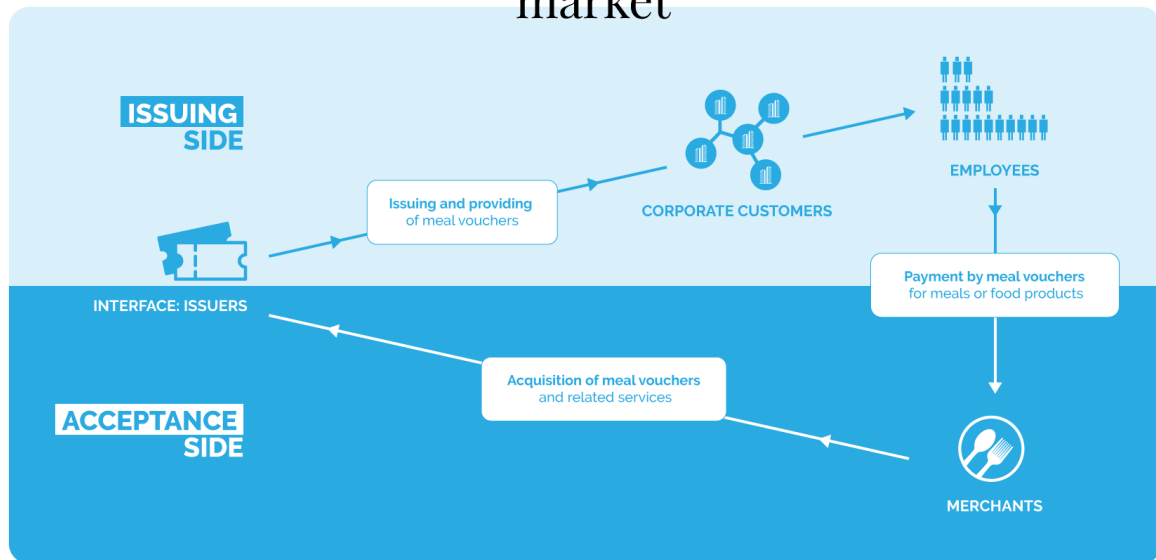 market
ISSUING
SIDE
EMPLOYEES
Issuing and providing
of meal vouchers
CORPORATE CUSTOMERS
INTERFACE: ISSUERS
Payment by meal vouchers
for meals or food products
Acquisition of meal vouchers
and related services
ACCEPTANCE
SIDE
MERCHANTS